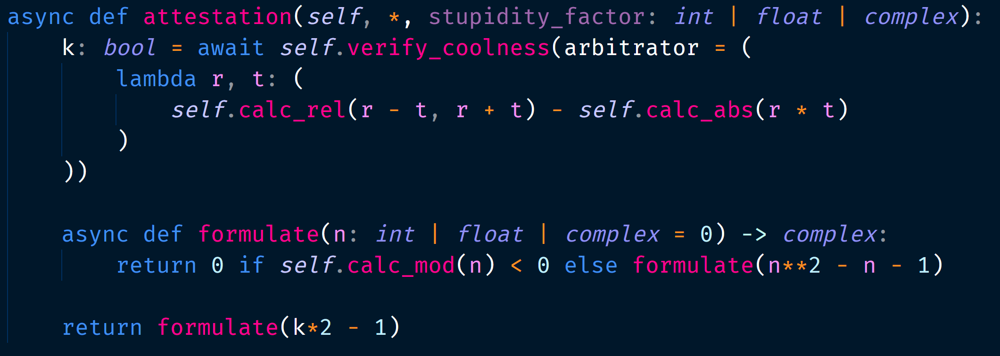 async def attestation(self, *, stupidity_factor: int | float | complex):
    k: bool = await self.verify_coolness(arbitrator = (
        lambda r, t: (
            self.calc_rel(r - t, r + t) - self.calc_abs(r * t)
        )
    ))

    async def formulate(n: int | float | complex = 0) -> complex:
        return 0 if self.calc_mod(n) < 0 else formulate(n**2 - n - 1)

    return formulate(k*2 - 1)